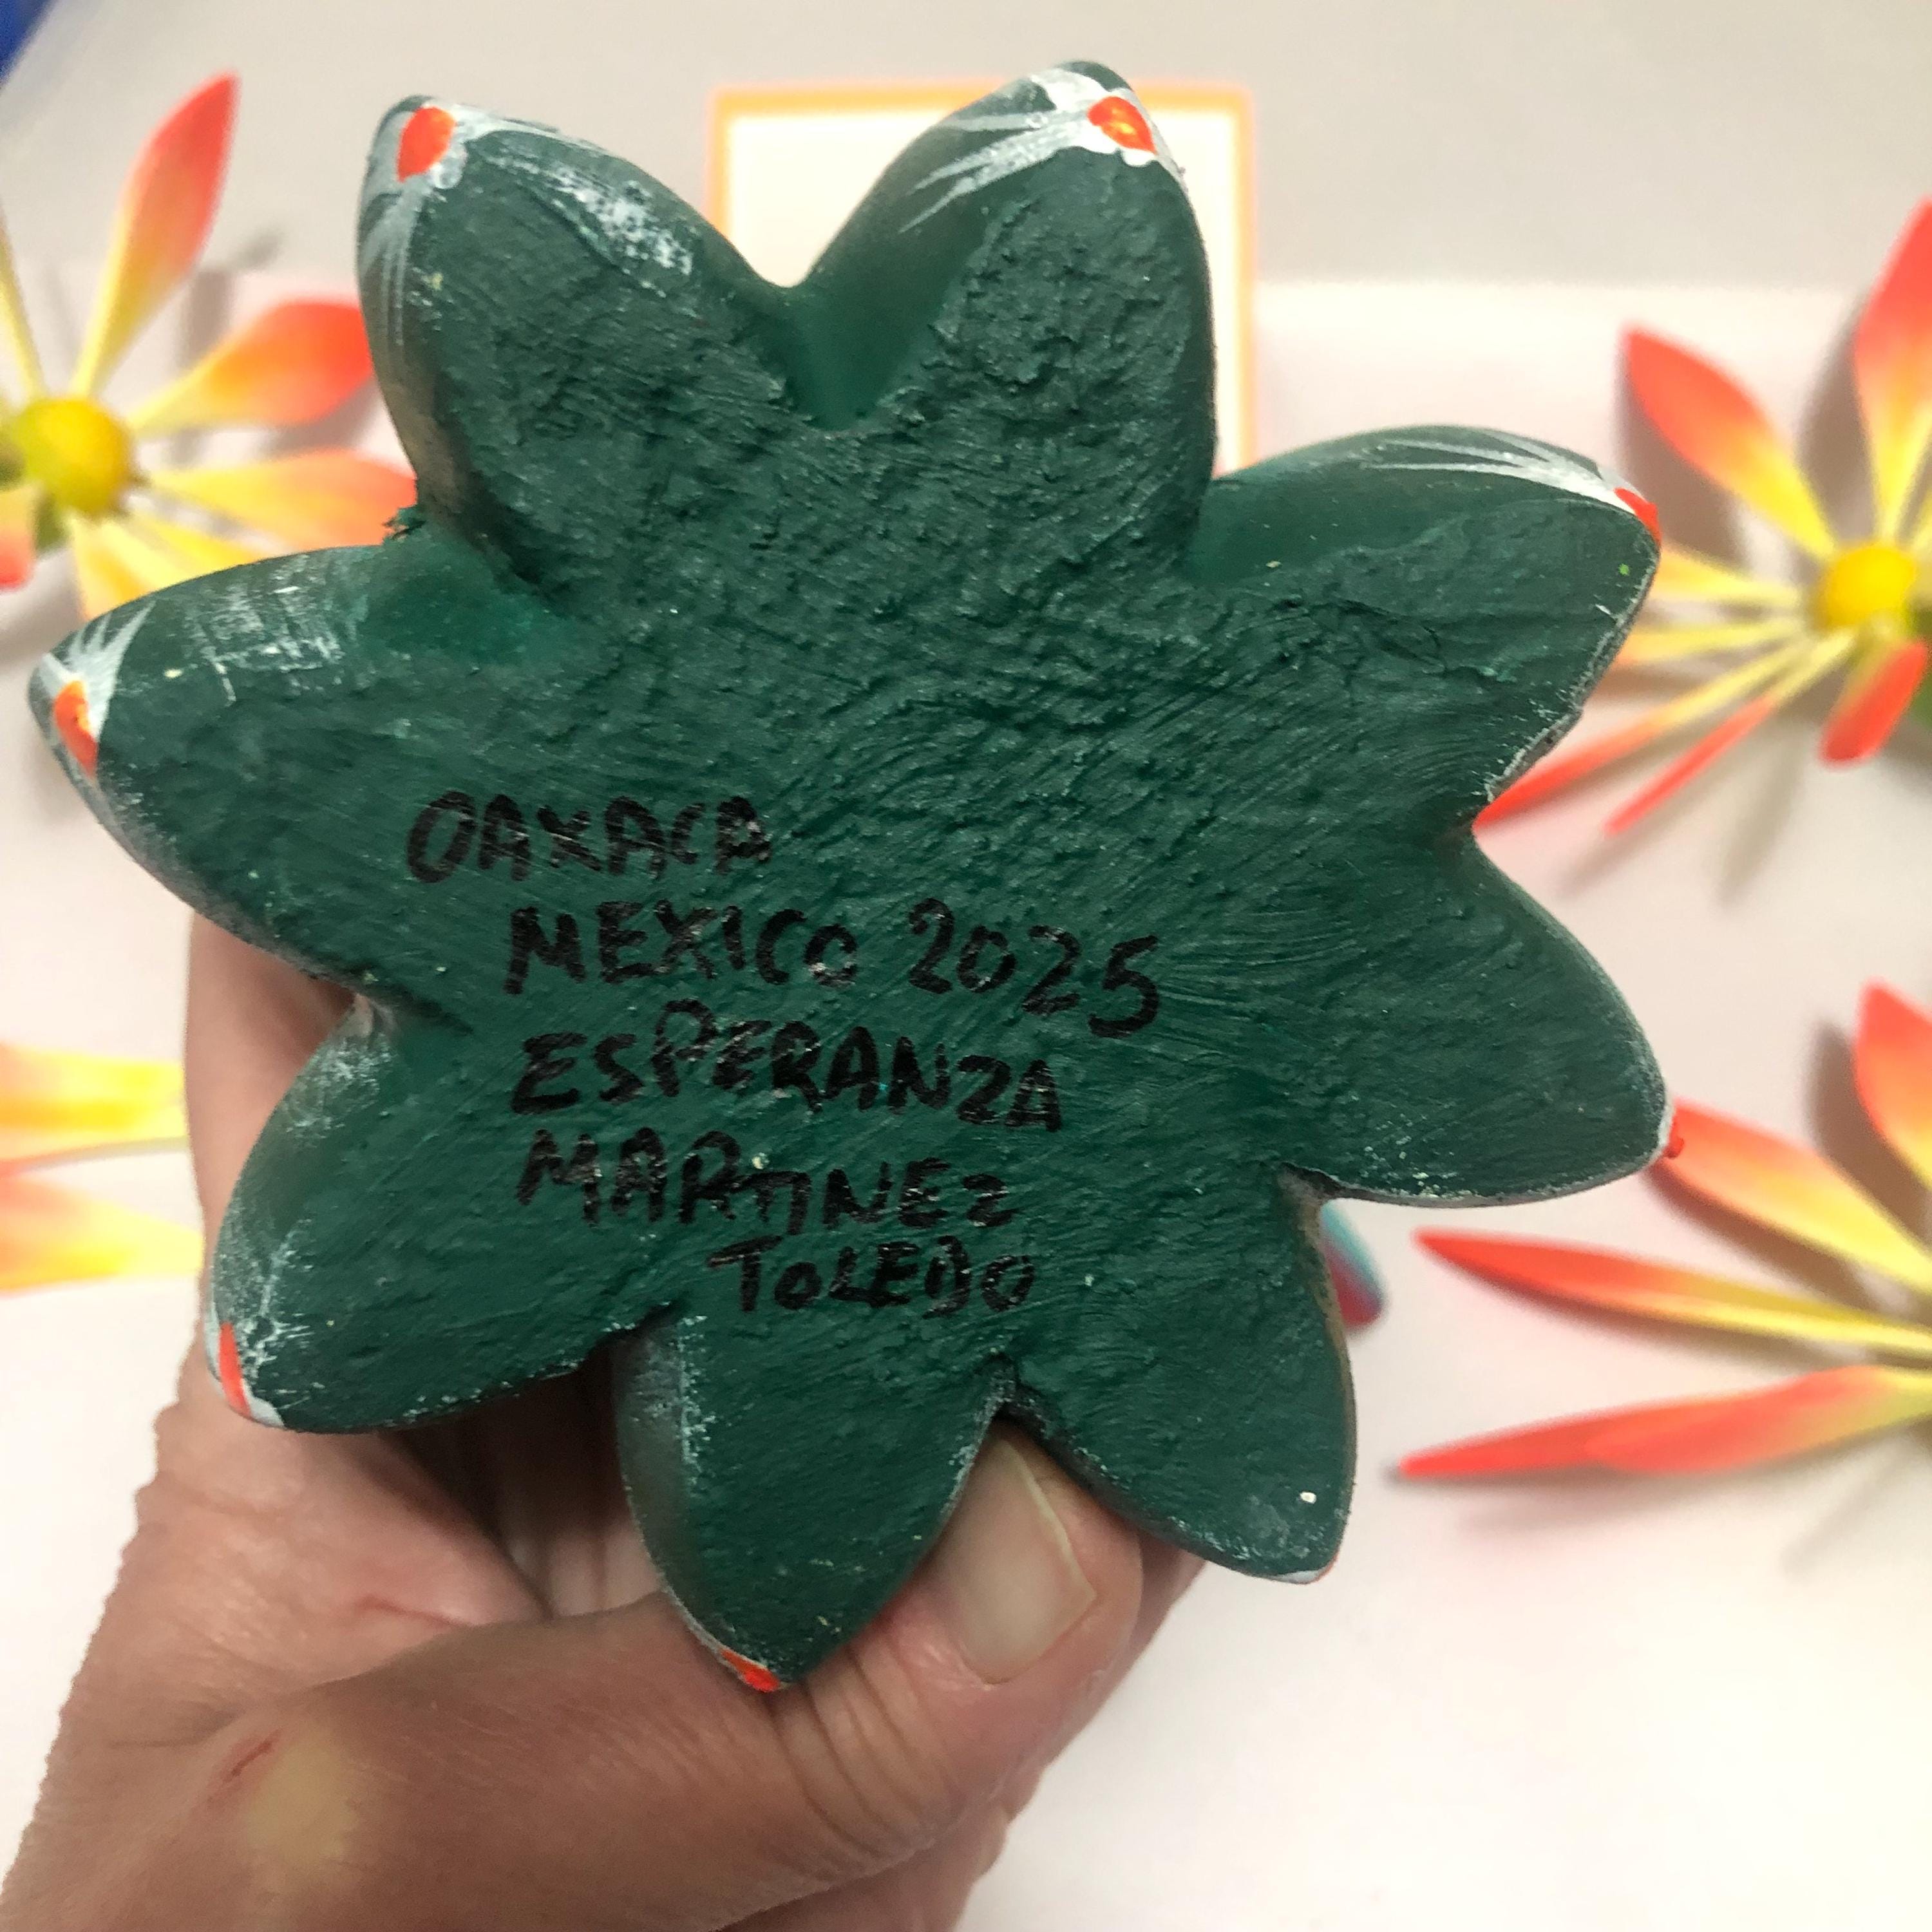 OAXACA
MEXICO 2025
ESPERANZA
MARTINEZ
TOLEDO